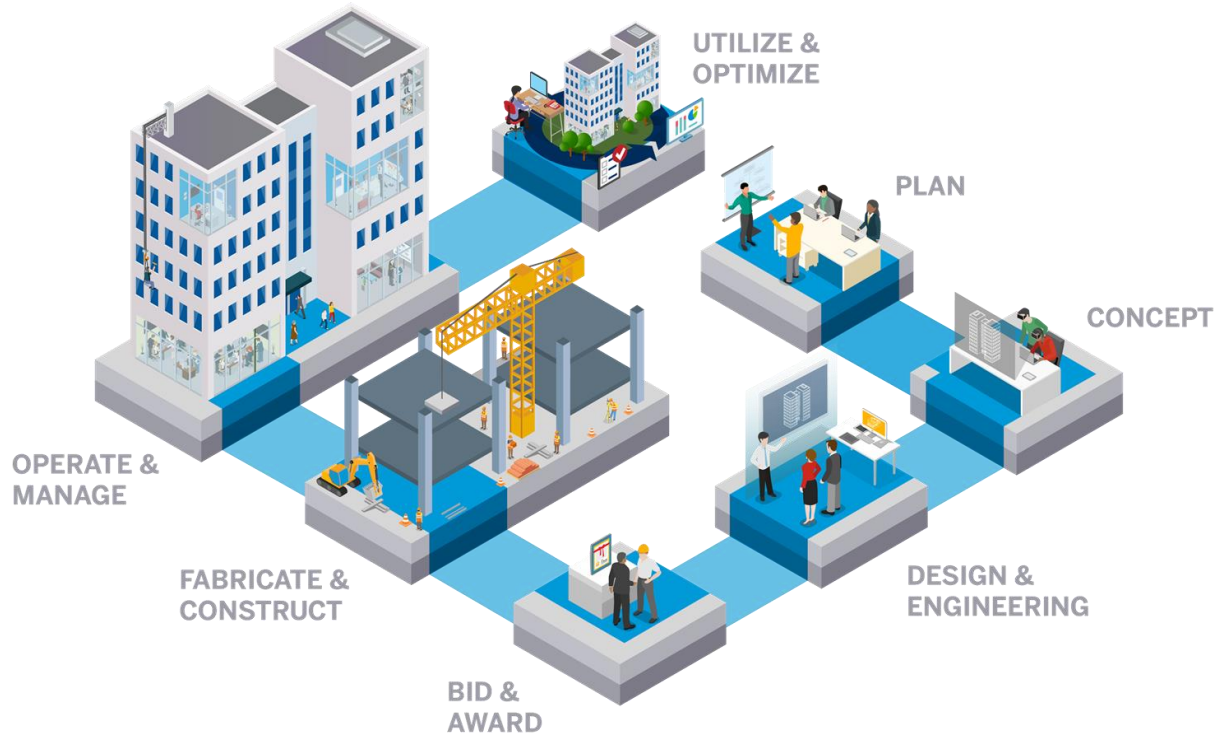 UTILIZE &
OPTIMIZE
PLAN
CONCEPT
OPERATE &
MANAGE
FABRICATE &
CONSTRUCT
DESIGN &
ENGINEERING
BID &
AWARD